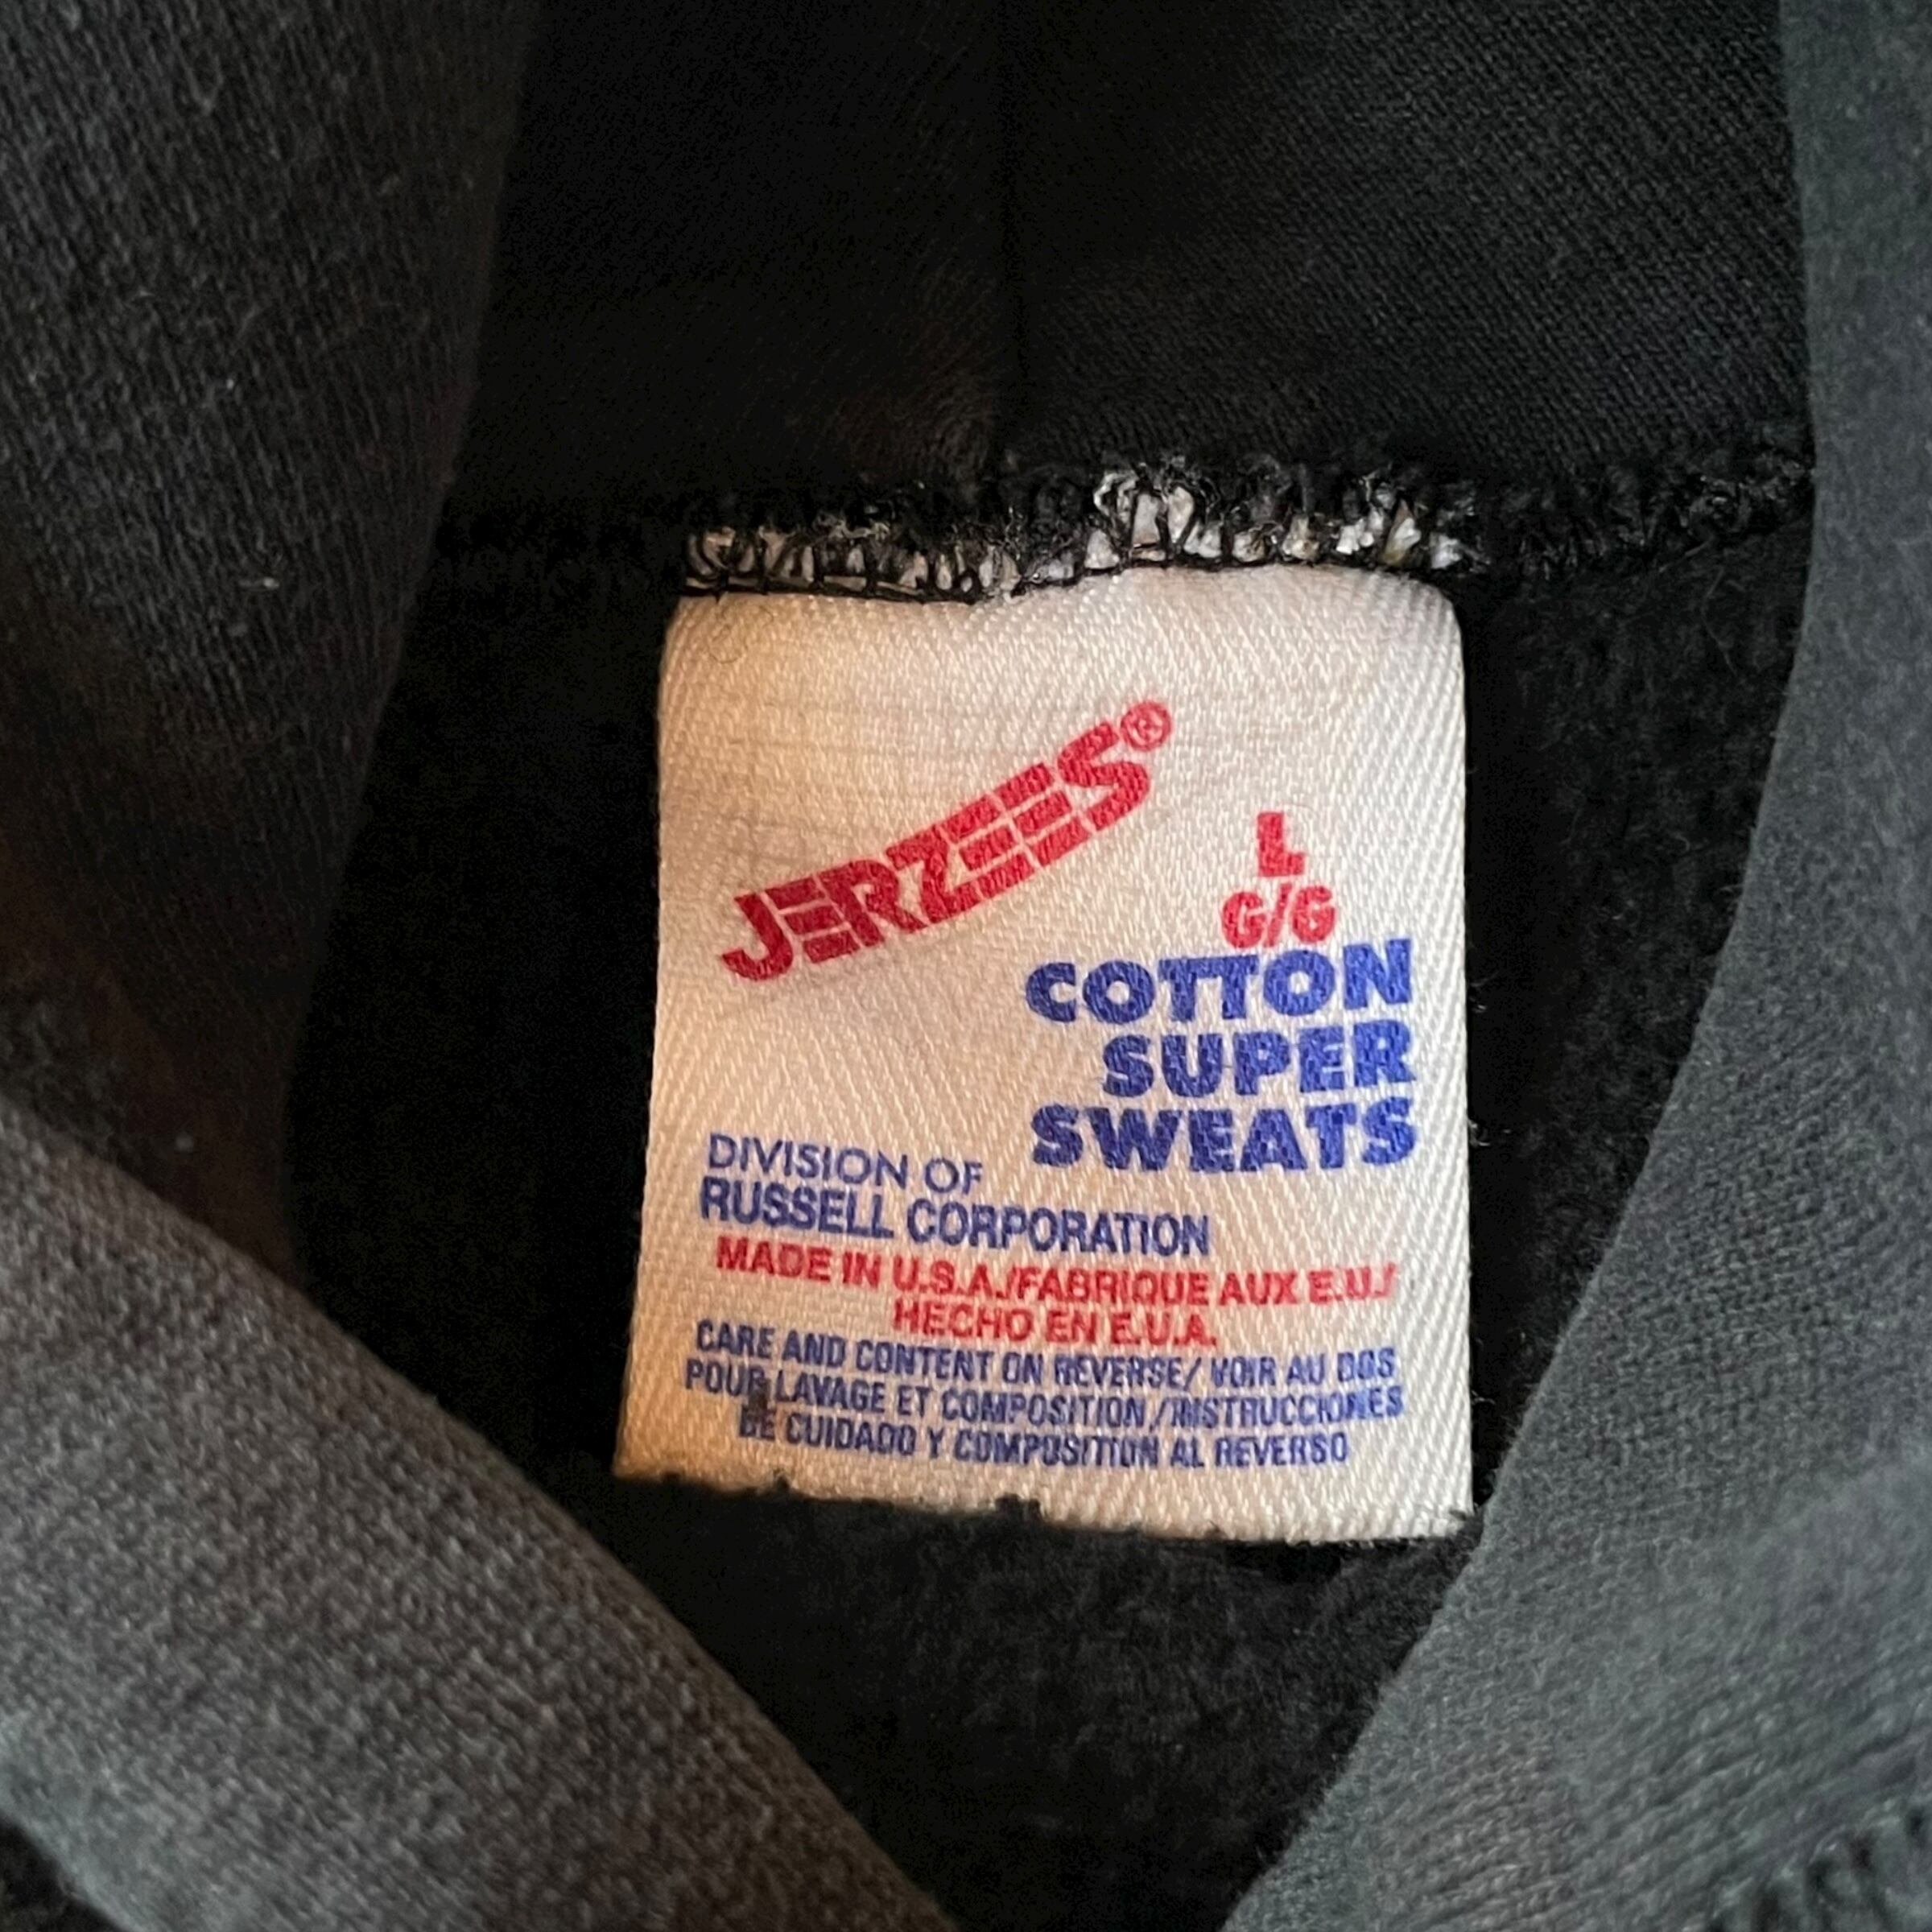 JERZEES®
L
G/G
COTTON
SUPER
SWEATS
DIVISION OF
RUSSELL CORPORATION
MADE IN U.S.A./FABRIQUE AUX E.U./
HECHO EN E.U.A.
CARE AND CONTENT ON REVERSE/ VOIR AU DOS
POUR LAVAGE ET COMPOSITION/INSTRUCCIONES
DE CUIDADO Y COMPOSITION AL REVERSO